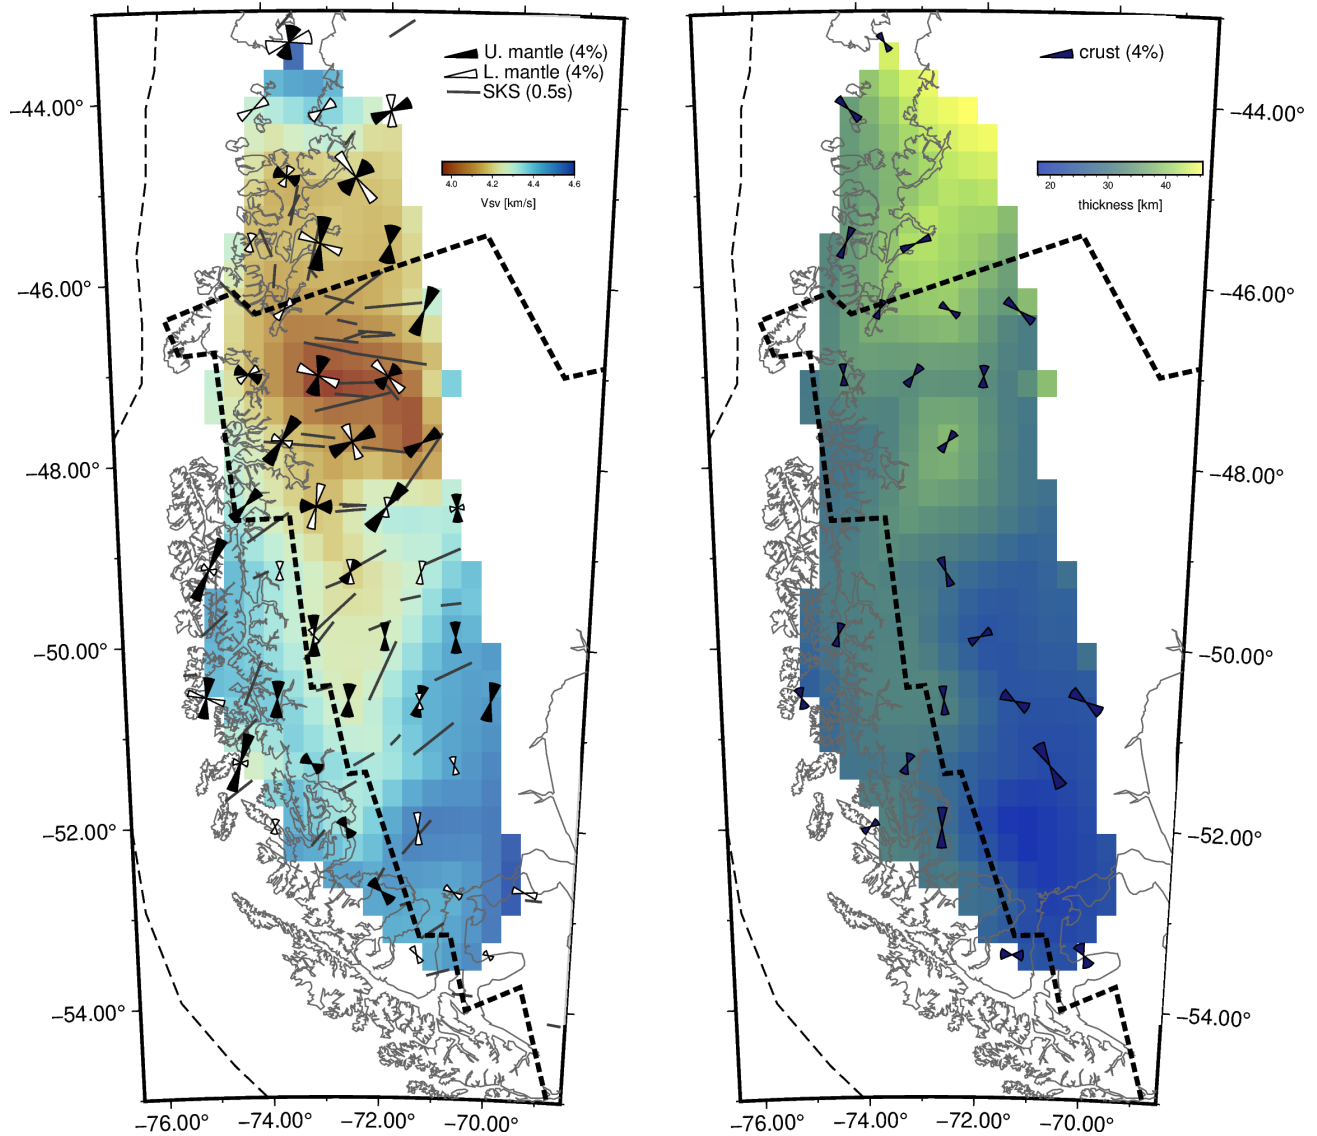 U. mantle (4%)
L. mantle (4%)
SKS (0.5s)
4.0 4.2 4.4 4.6
Vsv [km/s]
−44.00°
−46.00°
−48.00°
−50.00°
−52.00°
−54.00°
−76.00° −74.00° −72.00° −70.00°
crust (4%)
20 30 40
thickness [km]
−44.00°
−46.00°
−48.00°
−50.00°
−52.00°
−54.00°
−76.00° −74.00° −72.00° −70.00°